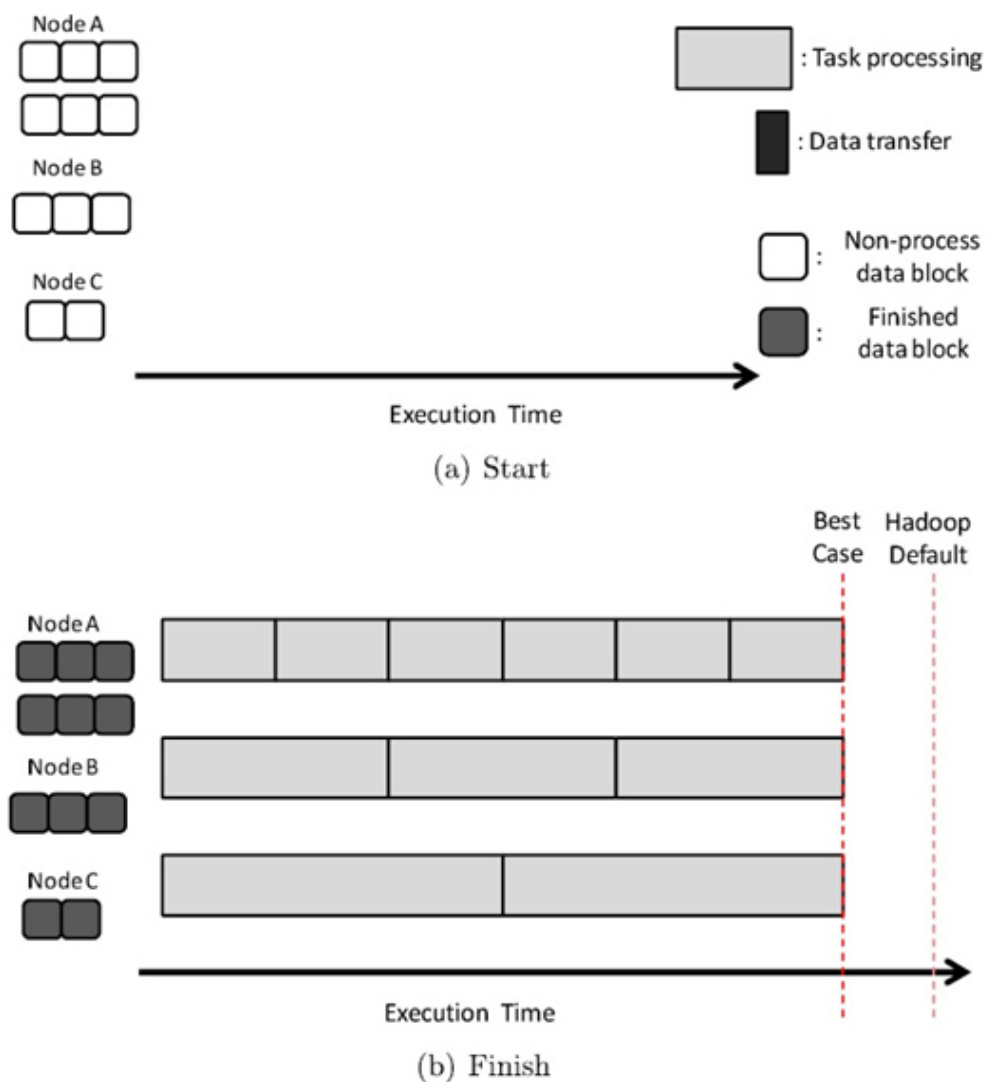 Node A
: Task processing
: Data transfer
Node B
: Non-process
data block
Node C
: Finished
data block
Execution Time
(a) Start
Best
Case
Hadoop
Default
Node A
Node B
Node C
Execution Time
(b) Finish